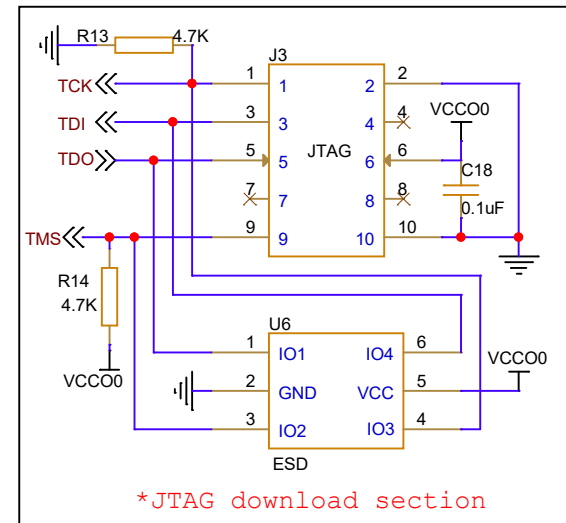 R13 4.7K
J3
TCK 1 1 2 2
VCCO0
TDI 3 3 4 4
TDO 5 5 JTAG 6 6
C18
7 7 8 8
0.1uF
TMS 9 9 10 10
R14
4.7K
U6
1 IO1 IO4 6
VCCO0
VCCO0
2 GND VCC 5
3 IO2 IO3 4
ESD
*JTAG download section